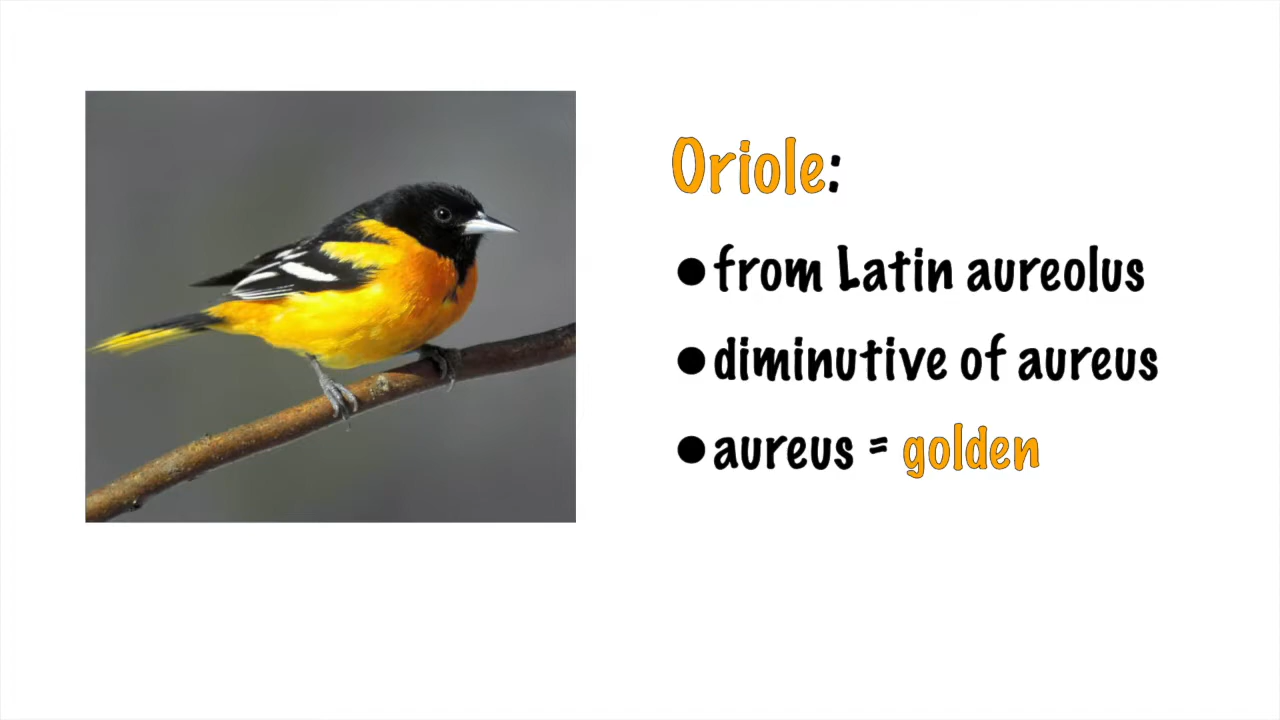 Oriole:
●from Latin aureolus
●diminutive of aureus
●aureus = golden